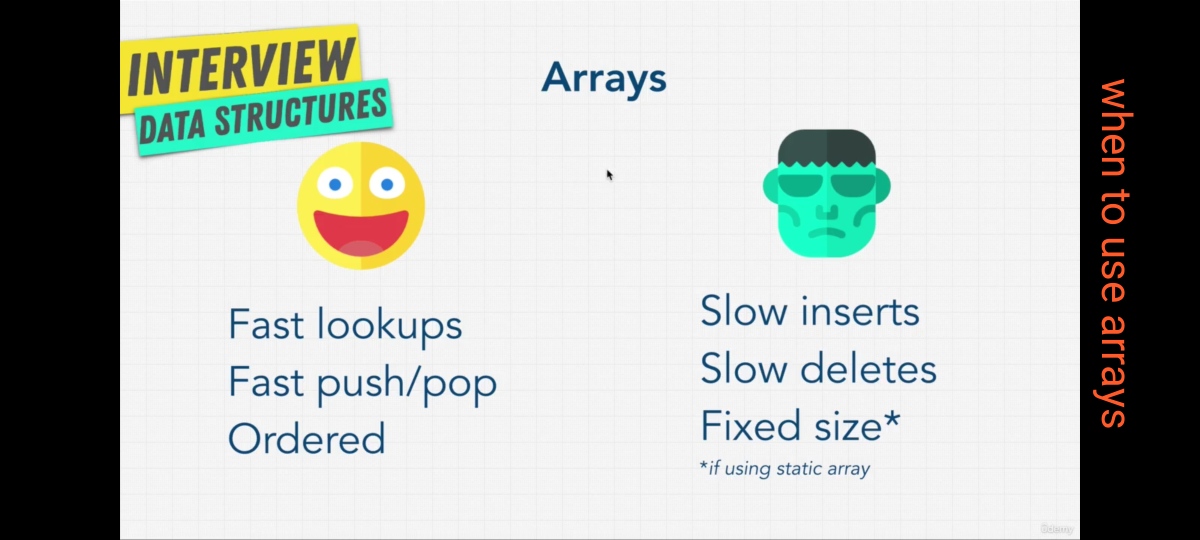 INTERVIEW
DATA STRUCTURES
Arrays
Fast lookups
Fast push/pop
Ordered
Slow inserts
Slow deletes
Fixed size*
*if using static array
when to use arrays
ûdemy